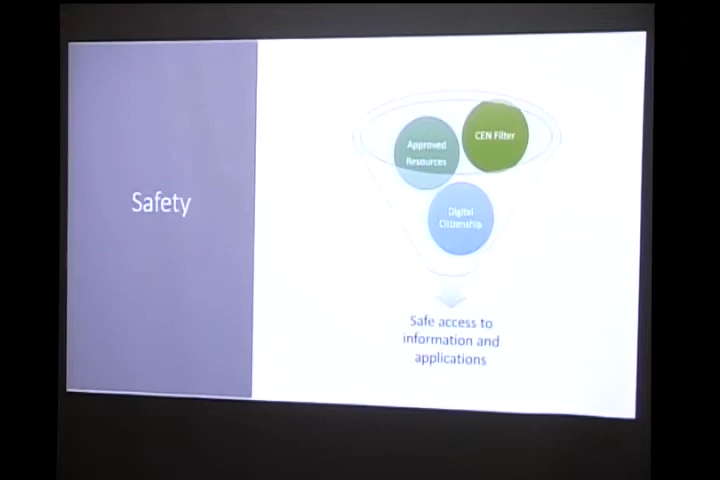 Safety
Approved
Resources
CEN Filter
Digital
Citizenship
Safe access to
information and
applications